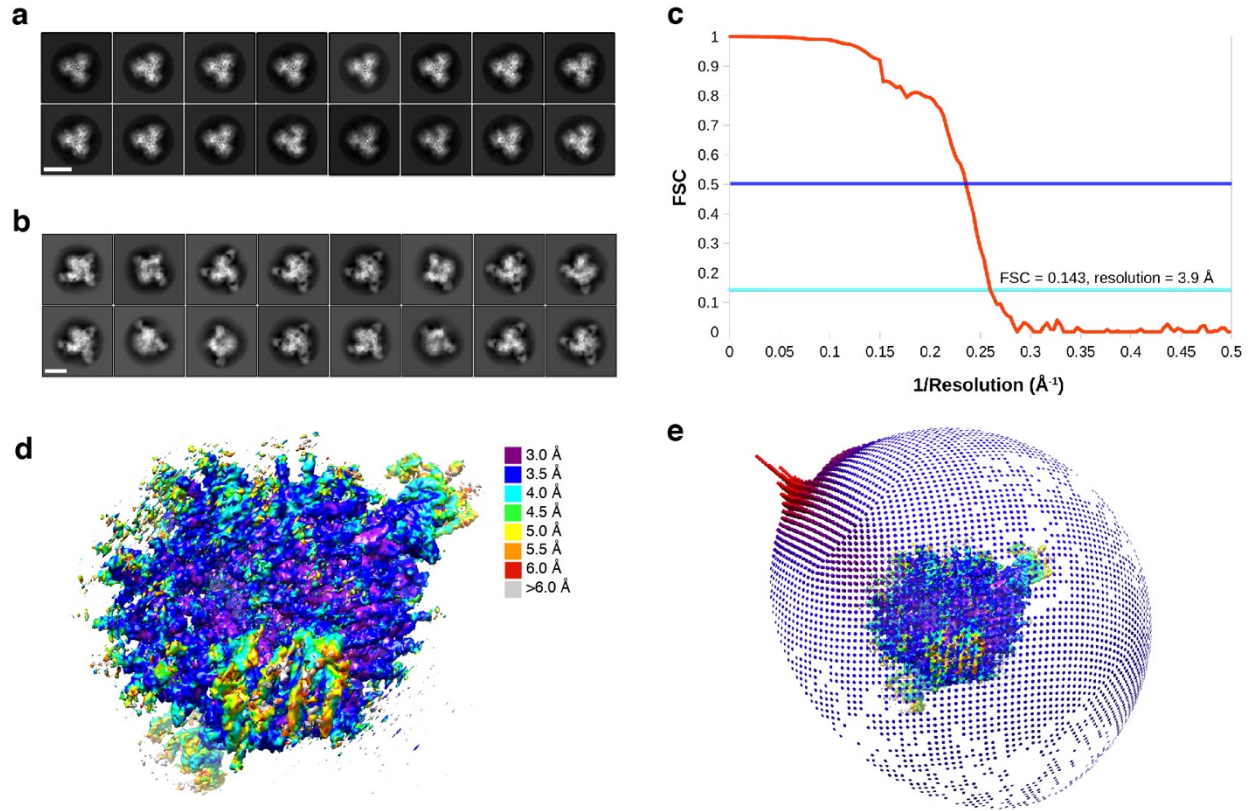 a
b
c
FSC
1
0.9
0.8
0.7
0.6
0.5
0.4
0.3
0.2
0.1
0
FSC = 0.143, resolution = 3.9 Å
0 0.05 0.1 0.15 0.2 0.25 0.3 0.35 0.4 0.45 0.5
1/Resolution (Å⁻¹)
d
3.0 Å
3.5 Å
4.0 Å
4.5 Å
5.0 Å
5.5 Å
6.0 Å
>6.0 Å
e